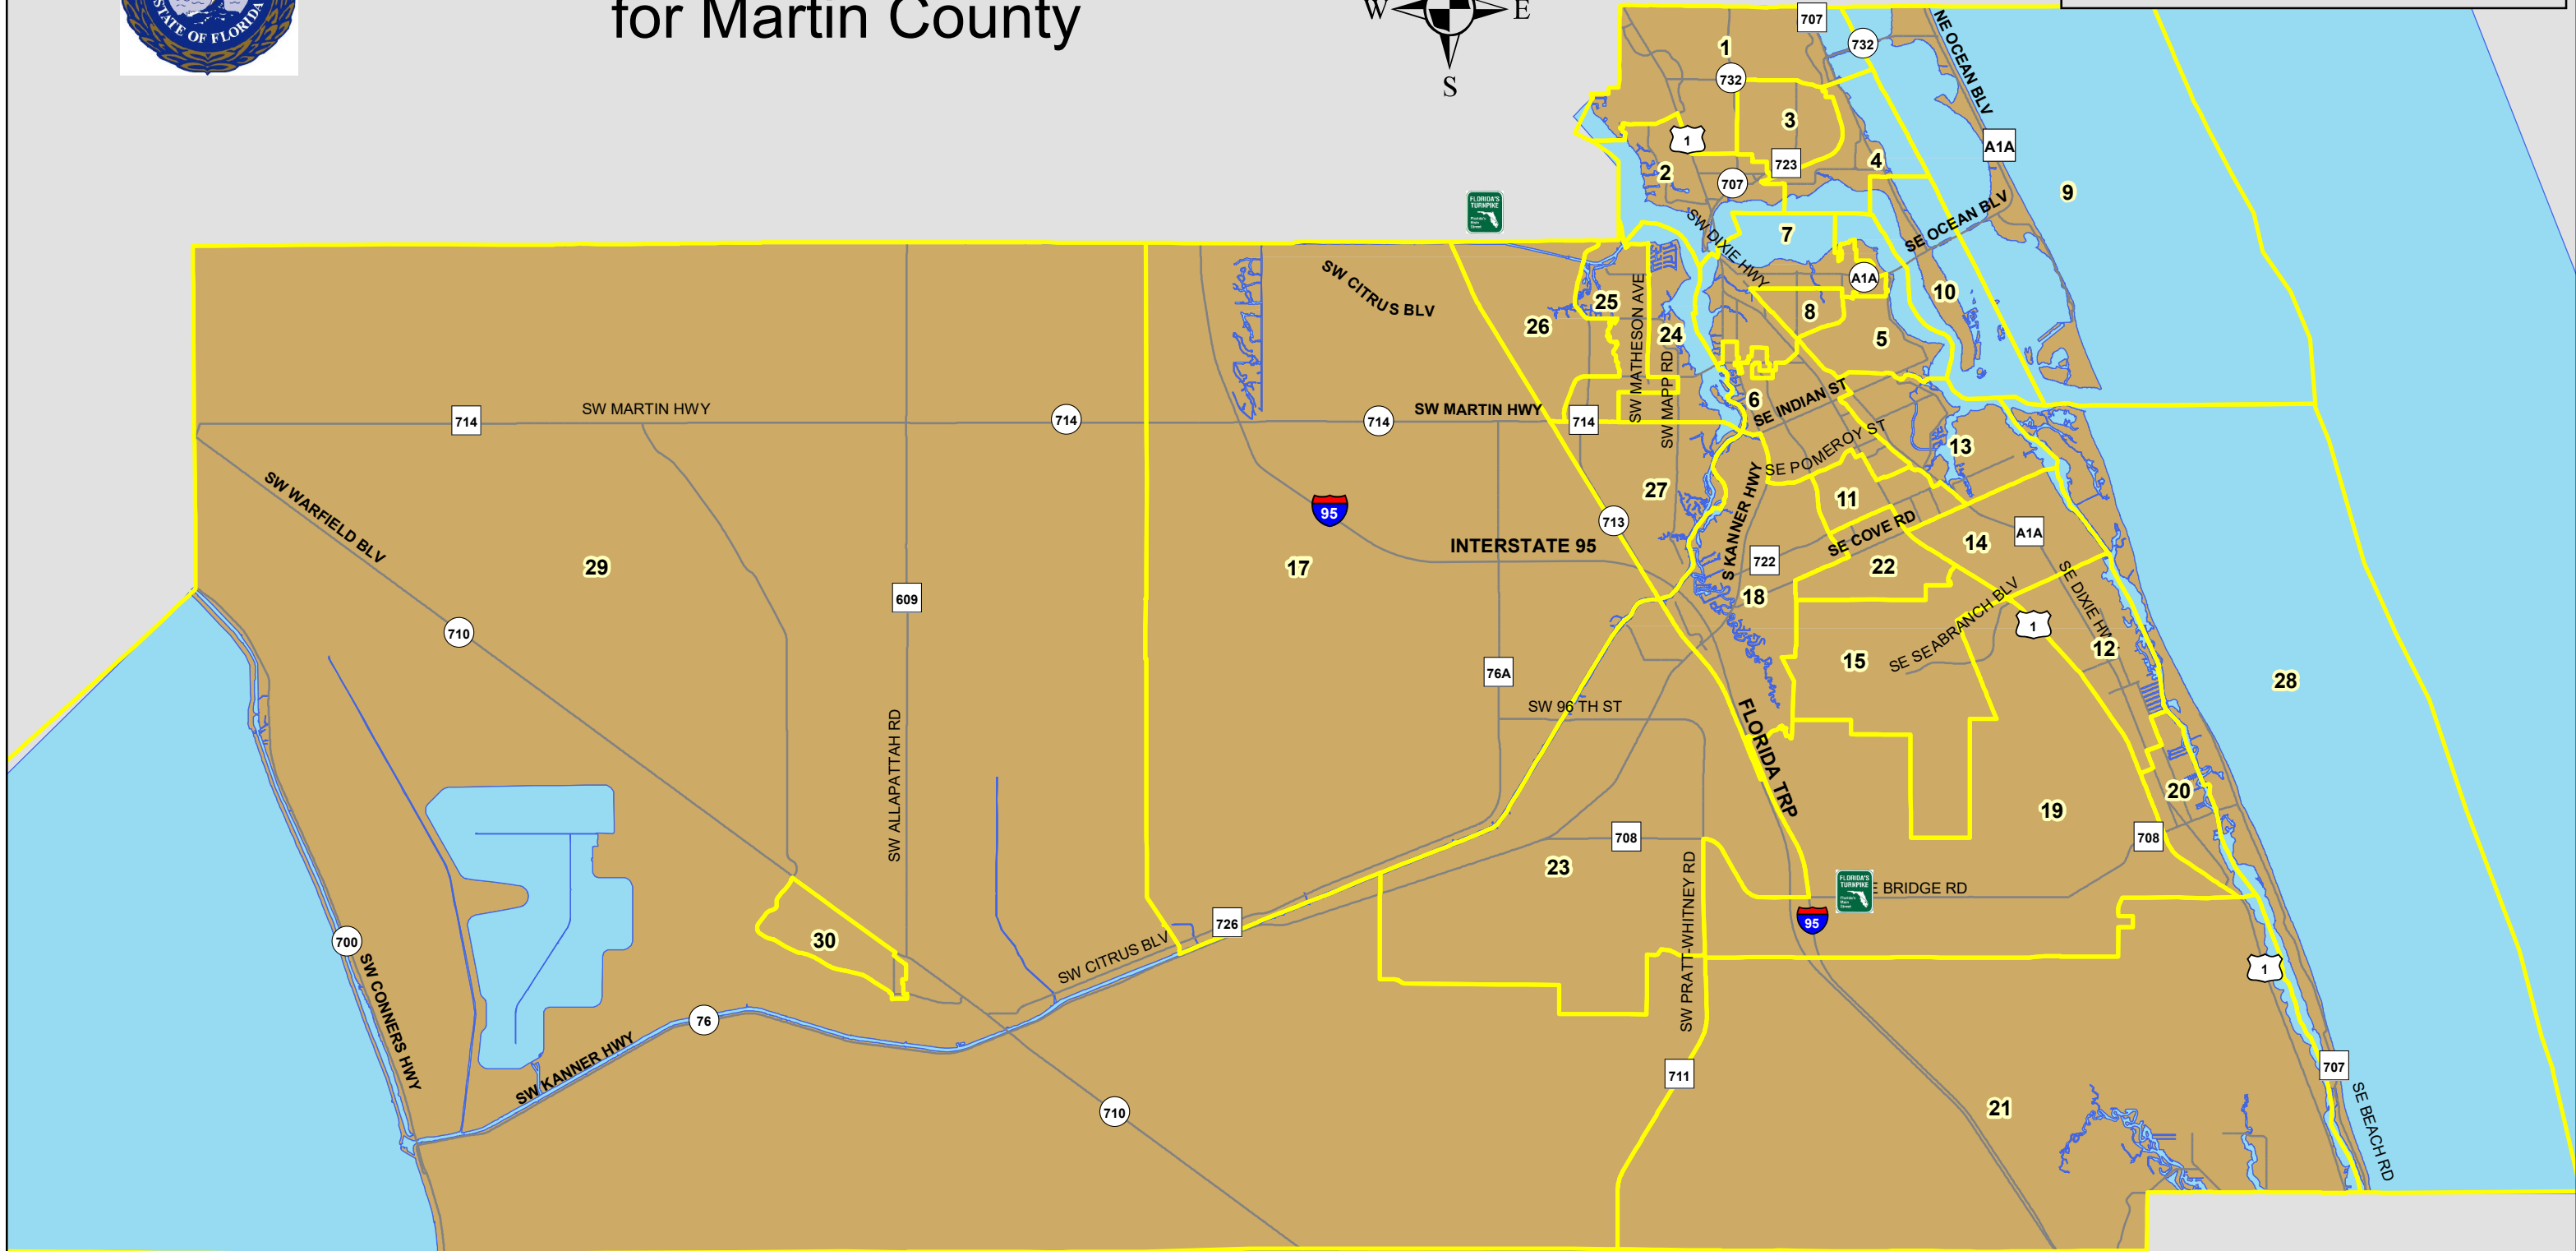 STATE OF FLORIDA
for Martin County
W
E
S
707
732
NE OCEAN BLV
1
732
3
1
723
4
A1A
2
707
9
FLORIDA'S
TURNPIKE
SW DIXIE HWY
7
SE OCEAN BLV
SW CITRUS BLV
A1A
10
25
26
SW MATHESON AVE
24
8
5
SW MAPP RD
SW MARTIN HWY
714
714
714
SW MARTIN HWY
714
6
SE INDIAN ST
SE POMEROY ST
13
SW WARFIELD BLV
27
S KANNER HWY
11
95
713
SE COVE RD
A1A
INTERSTATE 95
722
14
29
17
22
18
609
SE SEABRANCH BLV
SE DIXIE HW
710
1
12
15
76A
28
SW 96 TH ST
FLORIDA TRP
SW ALLAPATTAH RD
20
19
708
708
23
SW PRATT-WHITNEY RD
FLORIDA'S
TURNPIKE
E BRIDGE RD
95
726
30
700
SW CITRUS BLV
SW CONNERS HWY
1
76
SW KANNER HWY
711
707
710
21
SE BEACH RD